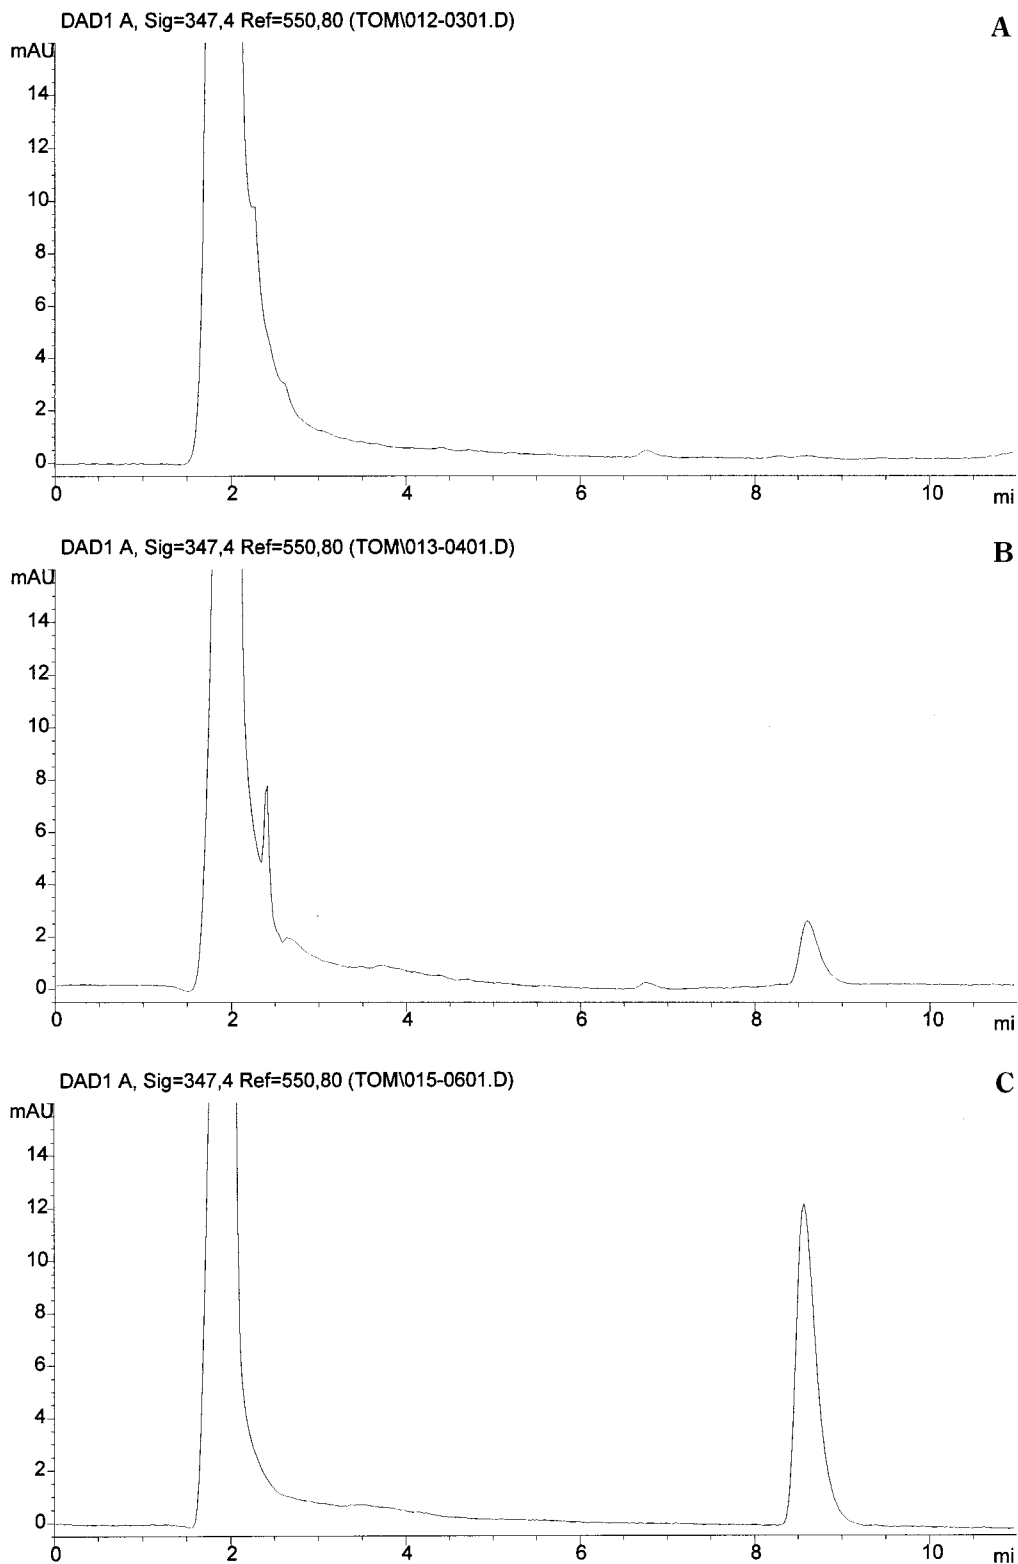 DAD1 A, Sig=347,4 Ref=550,80 (TOM\012-0301.D)
A
mAU
14
12
10
8
6
4
2
0
0 2 4 6 8 10 mi
DAD1 A, Sig=347,4 Ref=550,80 (TOM\013-0401.D)
B
mAU
14
12
10
8
6
4
2
0
0 2 4 6 8 10 mi
DAD1 A, Sig=347,4 Ref=550,80 (TOM\015-0601.D)
C
mAU
14
12
10
8
6
4
2
0
0 2 4 6 8 10 mi